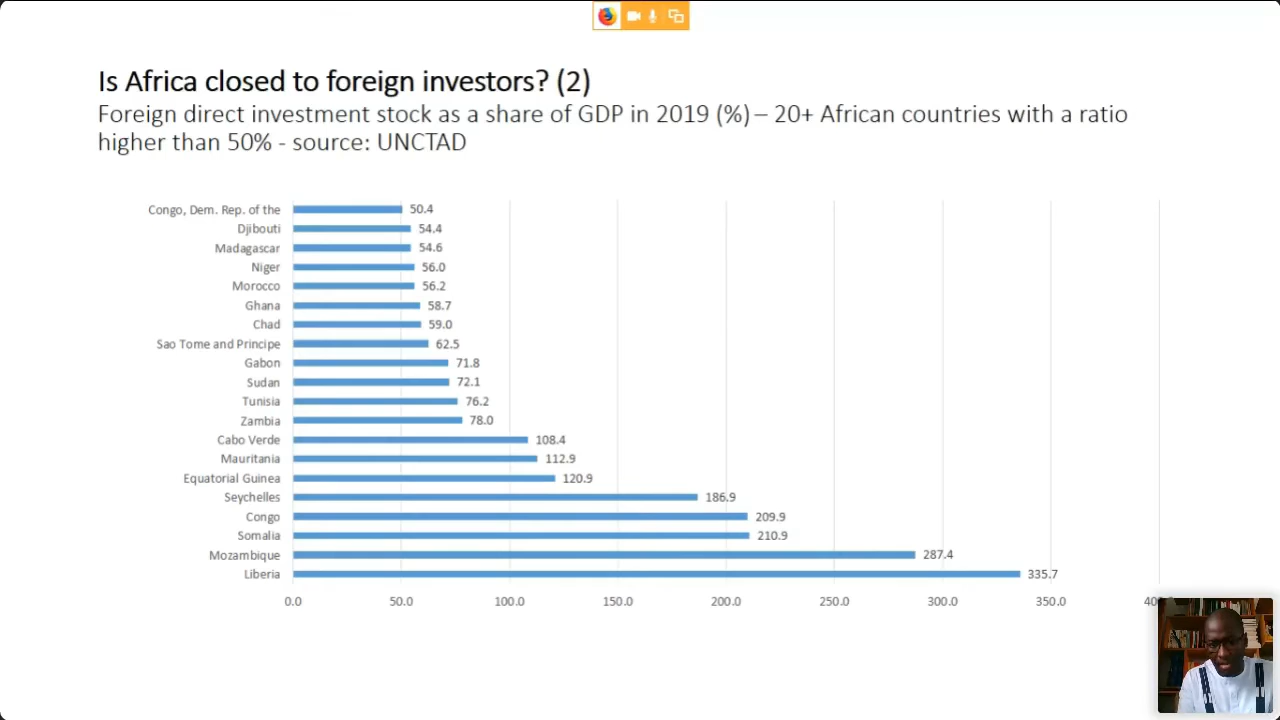 Is Africa closed to foreign investors? (2)
Foreign direct investment stock as a share of GDP in 2019 (%) – 20+ African countries with a ratio
higher than 50% - source: UNCTAD
Congo, Dem. Rep. of the 50.4
Djibouti 54.4
Madagascar 54.6
Niger 56.0
Morocco 56.2
Ghana 58.7
Chad 59.0
Sao Tome and Principe 62.5
Gabon 71.8
Sudan 72.1
Tunisia 76.2
Zambia 78.0
Cabo Verde 108.4
Mauritania 112.9
Equatorial Guinea 120.9
Seychelles 186.9
Congo 209.9
Somalia 210.9
Mozambique 287.4
Liberia 335.7
0.0 50.0 100.0 150.0 200.0 250.0 300.0 350.0